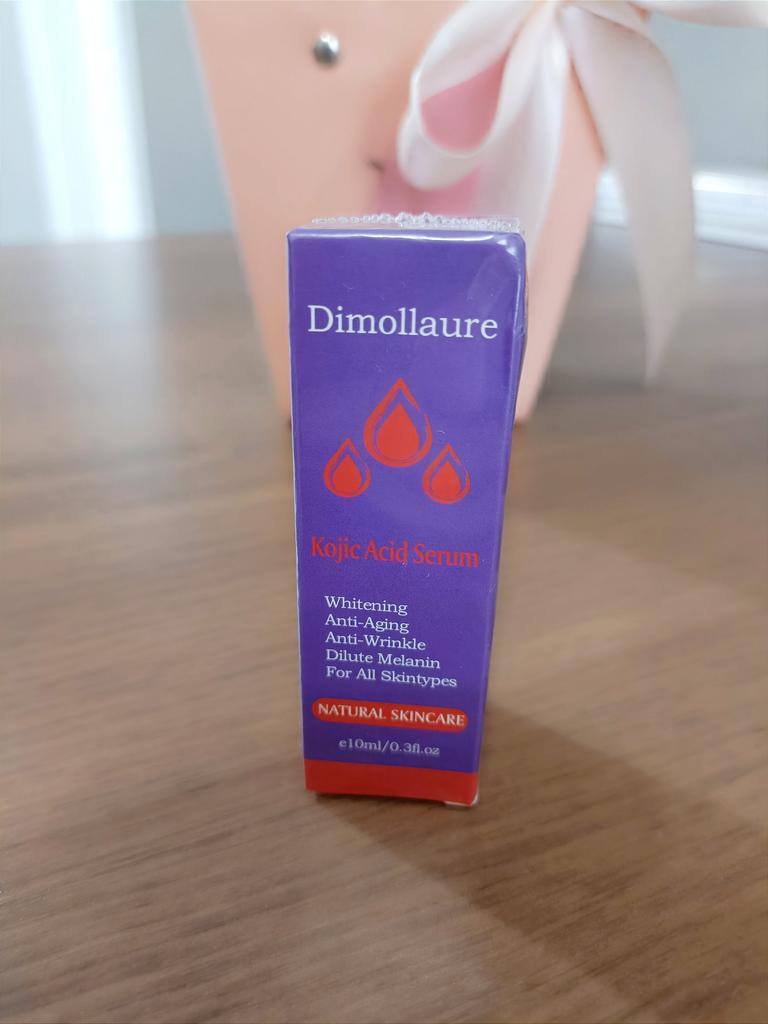 Dimollaure
Kojic Acid Serum
Whitening
Anti-Aging
Anti-Wrinkle
Dilute Melanin
For All Skintypes
NATURAL SKINCARE
e10ml/0.3fl.oz